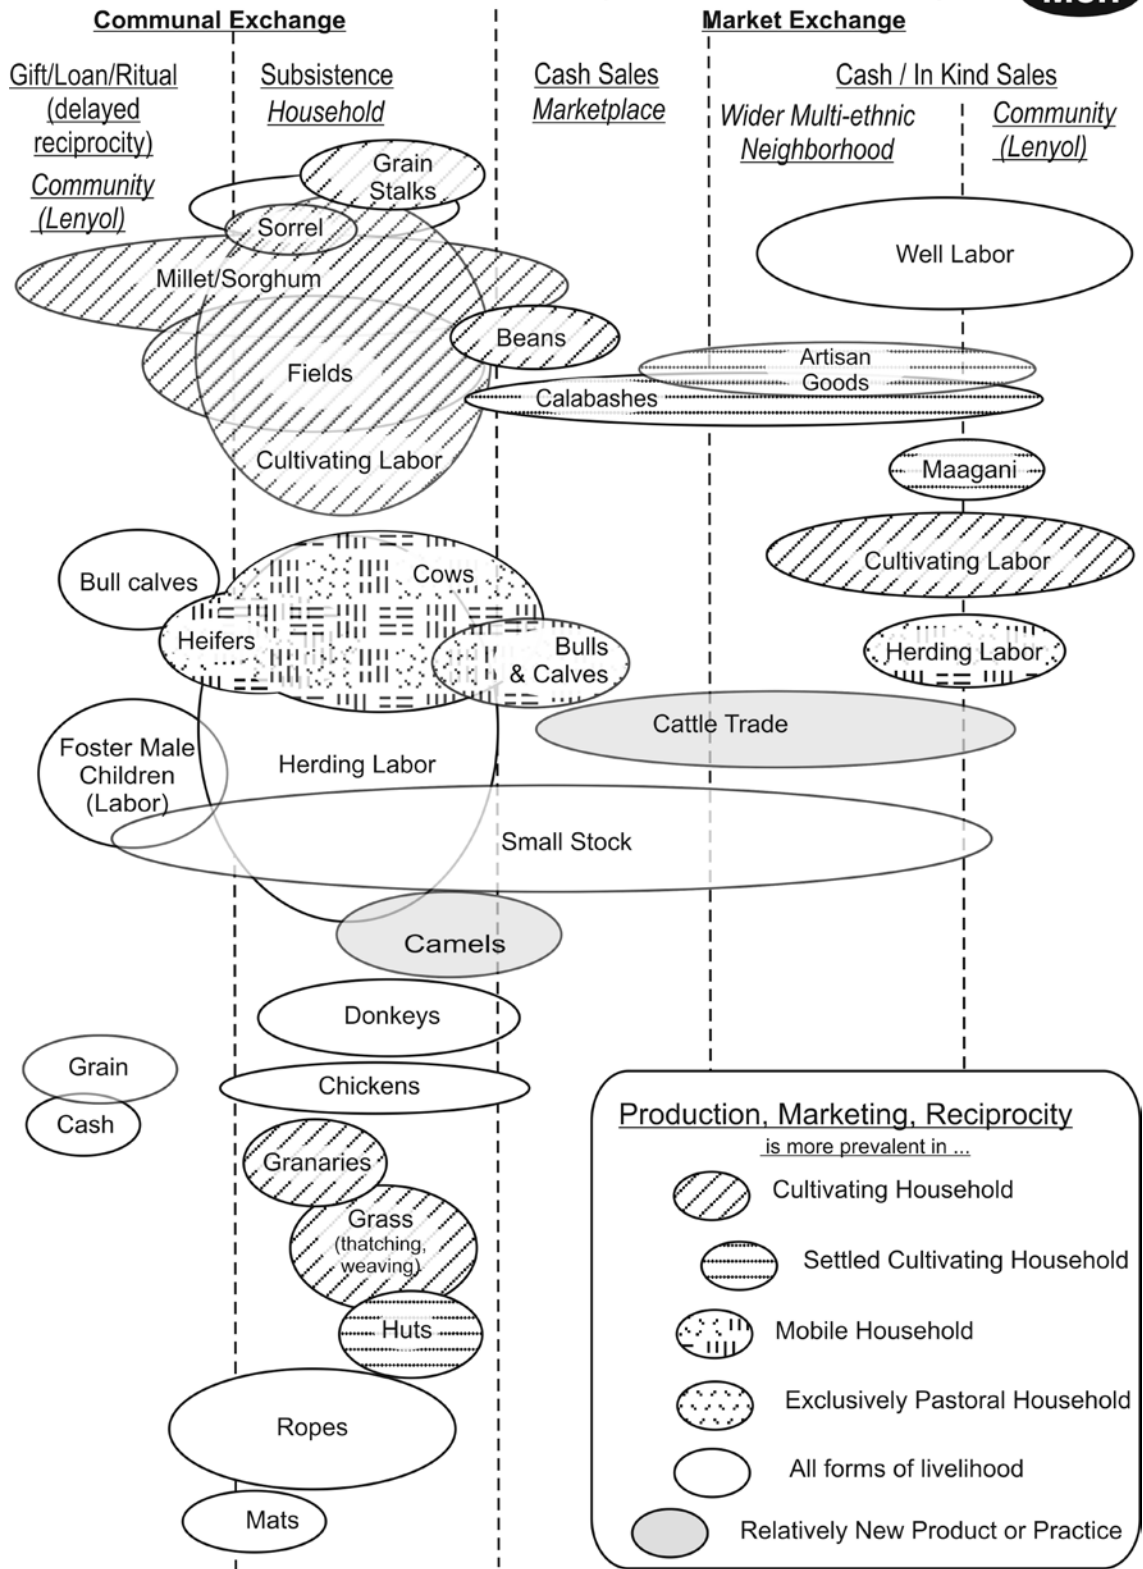 Communal Exchange
Market Exchange
Gift/Loan/Ritual
(delayed
reciprocity)
Community
(Lenyol)
Subsistence
Household
Cash Sales
Marketplace
Cash / In Kind Sales
Wider Multi-ethnic
Neighborhood
Community
(Lenyol)
Grain
Stalks
Sorrel
Millet/Sorghum
Well Labor
Beans
Fields
Artisan
Goods
Calabashes
Cultivating Labor
Maagani
Bull calves
Cows
Cultivating Labor
Heifers
Bulls
& Calves
Herding Labor
Cattle Trade
Foster Male
Children
(Labor)
Herding Labor
Small Stock
Camels
Donkeys
Grain
Chickens
Cash
Granaries
Grass
(thatching,
weaving)
Huts
Ropes
Mats
Production, Marketing, Reciprocity
is more prevalent in ...
Cultivating Household
Settled Cultivating Household
Mobile Household
Exclusively Pastoral Household
All forms of livelihood
Relatively New Product or Practice